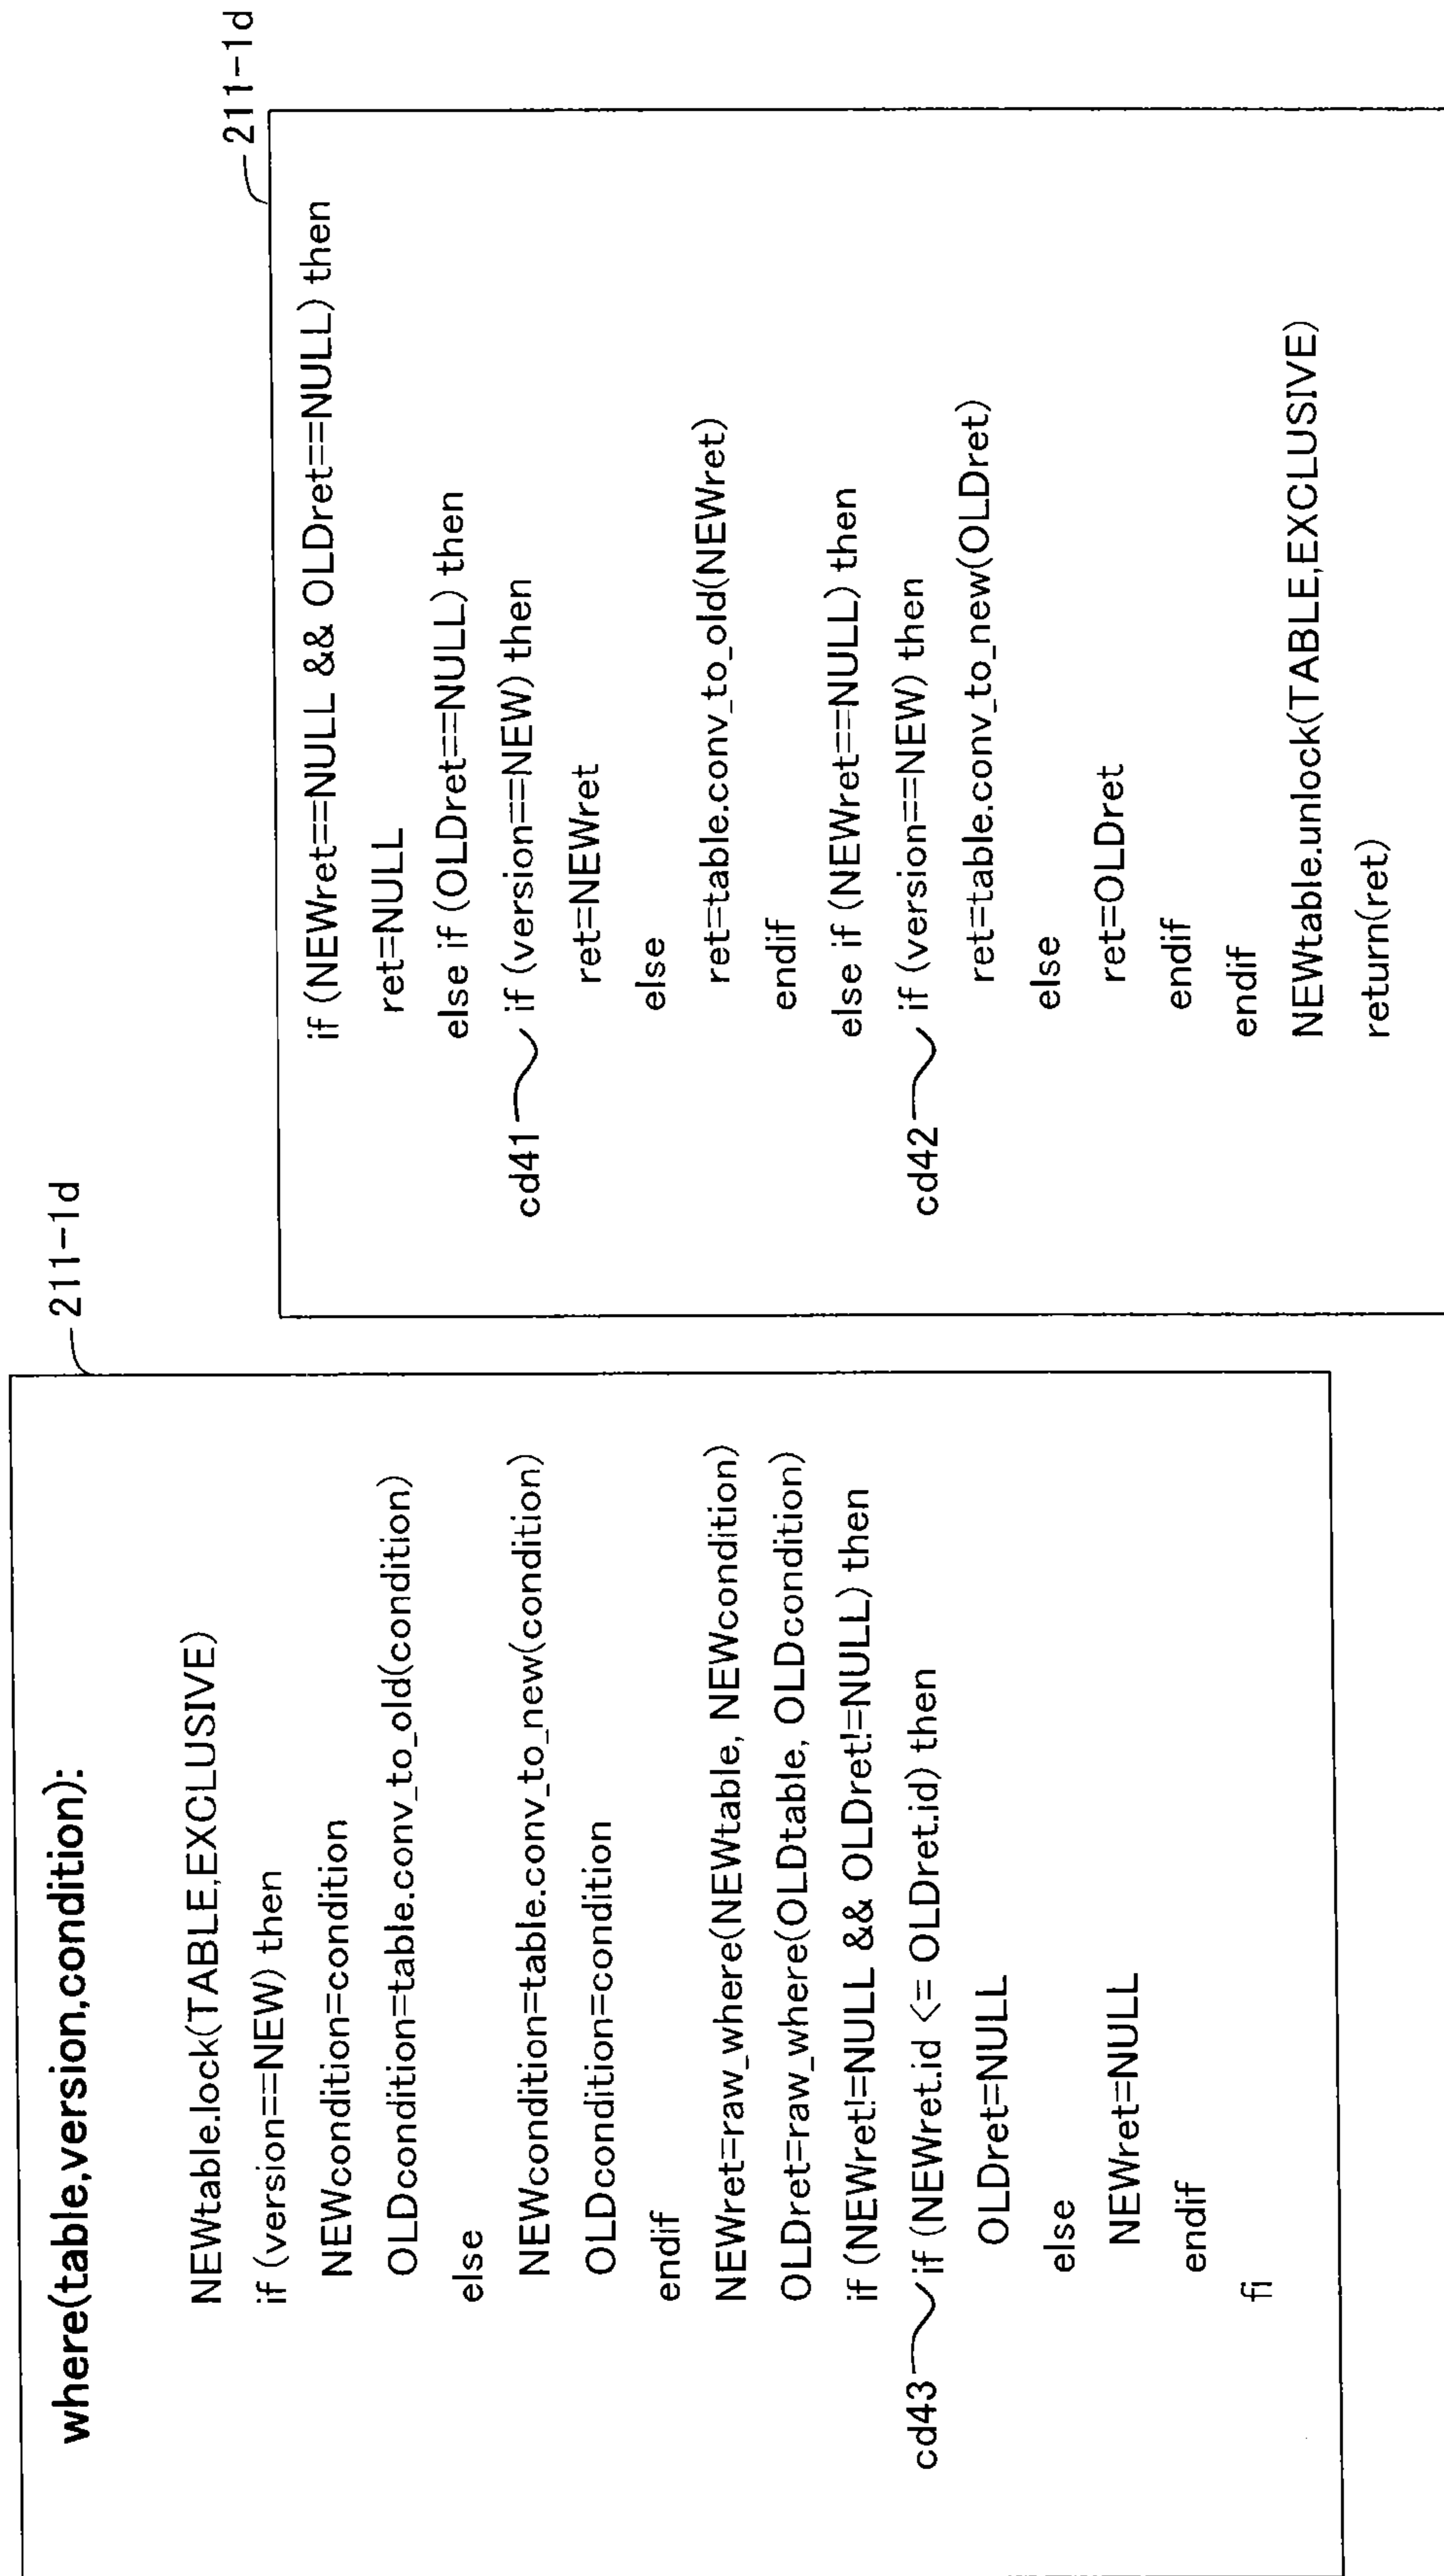 211-1d
where(table,version,condition):
NEWtable.lock(TABLE,EXCLUSIVE)
if (version==NEW) then
NEWcondition=condition
OLDcondition=table.conv_to_old(condition)
else
NEWcondition=table.conv_to_new(condition)
OLDcondition=condition
endif
NEWret=raw_where(NEWtable, NEWcondition)
OLDret=raw_where(OLDtable, OLDcondition)
if (NEWret!=NULL && OLDret!=NULL) then
cd43 if (NEWret.id <= OLDret.id) then
OLDret=NULL
else
NEWret=NULL
endif
fi
211-1d
if (NEWret==NULL && OLDret==NULL) then
ret=NULL
else if (OLDret==NULL) then
cd41 if (version==NEW) then
ret=NEWret
else
ret=table.conv_to_old(NEWret)
endif
else if (NEWret==NULL) then
cd42 if (version==NEW) then
ret=table.conv_to_new(OLDret)
else
ret=OLDret
endif
endif
NEWtable.unlock(TABLE,EXCLUSIVE)
return(ret)